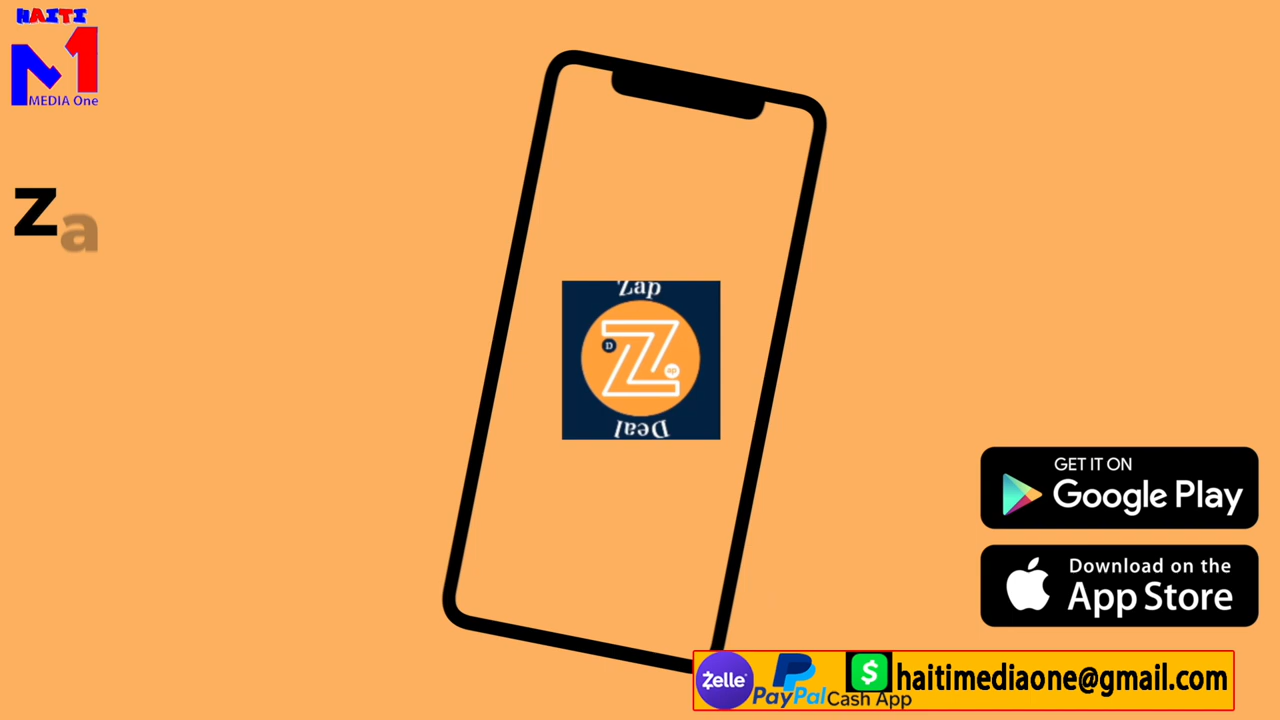 HAITI
M1
MEDIA One
Za
Zap
D
Z
ap
Deal
GET IT ON
Google Play
Download on the
App Store
Zelle
PayPal
$
Cash App
haitimediaone@gmail.com